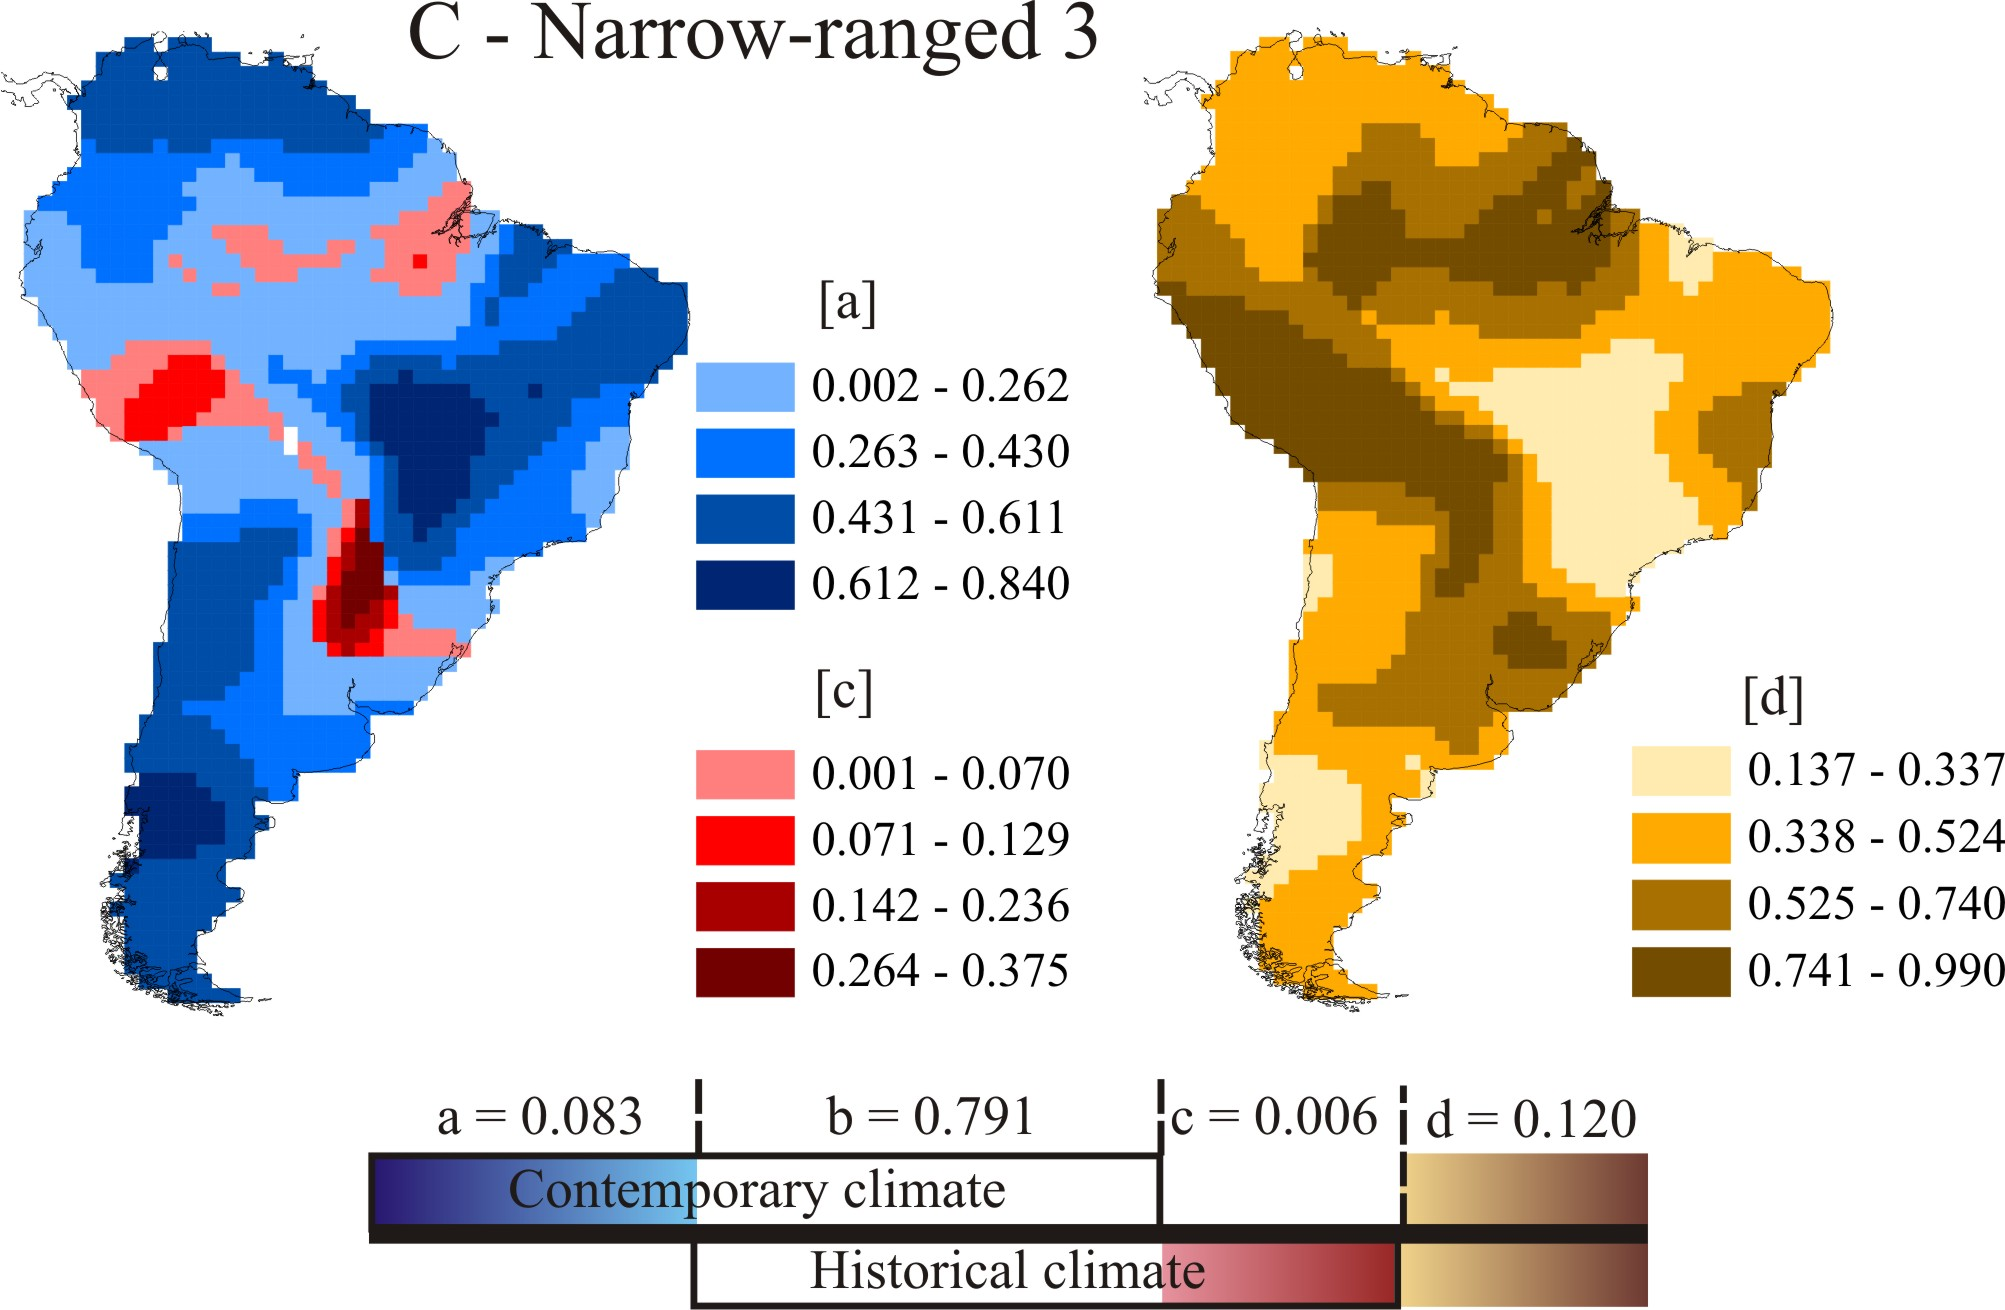 C - Narrow-ranged 3
[a]
0.002 - 0.262
0.263 - 0.430
0.431 - 0.611
0.612 - 0.840
[c]
0.001 - 0.070
0.071 - 0.129
0.142 - 0.236
0.264 - 0.375
[d]
0.137 - 0.337
0.338 - 0.524
0.525 - 0.740
0.741 - 0.990
a = 0.083 b = 0.791 c = 0.006 d = 0.120
Contemporary climate
Historical climate